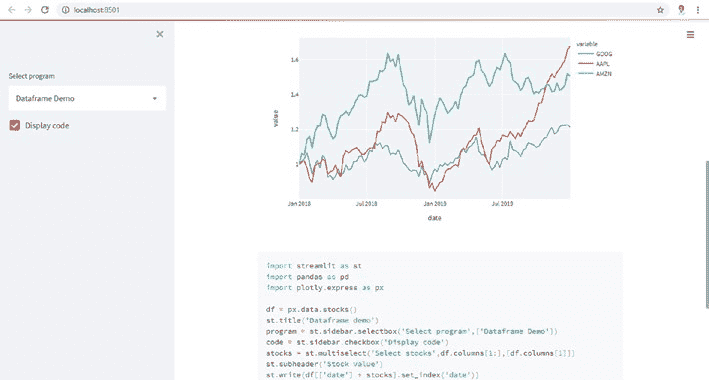 localhost:8501
Select program
Dataframe Demo
Display code
variable
GOOG
AAPL
AMZN
value
1.6
1.4
1.2
1
Jan 2018
Jul 2018
Jan 2019
Jul 2019
date
import streamlit as st
import pandas as pd
import plotly.express as px
df = px.data.stocks()
st.title('Dataframe demo')
program = st.sidebar.selectbox('Select program',['Dataframe Demo'])
code = st.sidebar.checkbox('Display code')
stocks = st.multiselect('Select stocks',df.columns[1:],[df.columns[1]])
st.subheader('Stock value')
st.write(df[['date'] + stocks].set_index('date'))